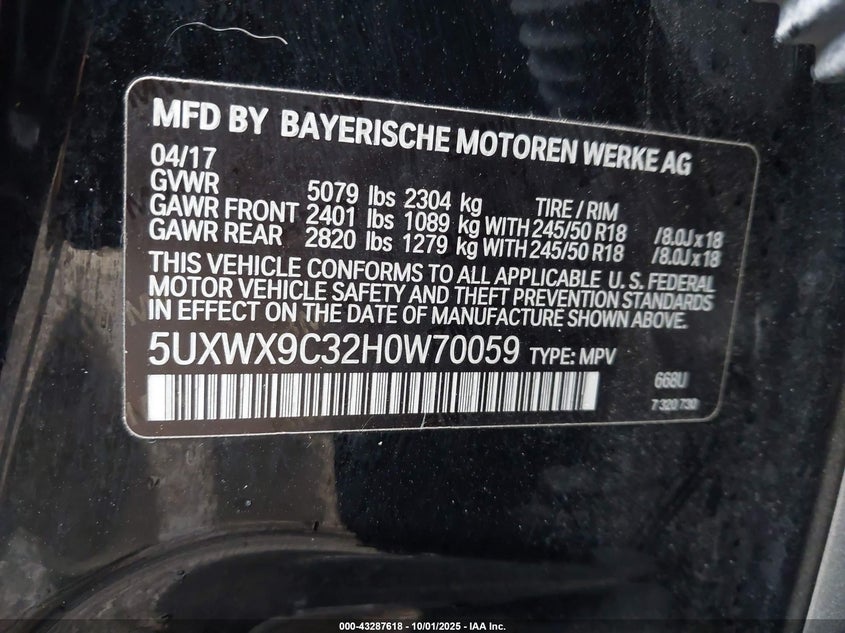 MFD BY BAYERISCHE MOTOREN WERKE AG
04/17
GVWR 5079 lbs 2304 kg TIRE / RIM
GAWR FRONT 2401 lbs 1089 kg WITH 245/50 R18 /8.0J x 18
GAWR REAR 2820 lbs 1279 kg WITH 245/50 R18 /8.0J x 18
THIS VEHICLE CONFORMS TO ALL APPLICABLE U. S. FEDERAL
MOTOR VEHICLE SAFETY AND THEFT PREVENTION STANDARDS
IN EFFECT ON THE DATE OF MANUFACTURE SHOWN ABOVE.
5UXWX9C32H0W70059 TYPE: MPV
668U
7 320 730
000-43287618 - 10/01/2025 - IAA Inc.